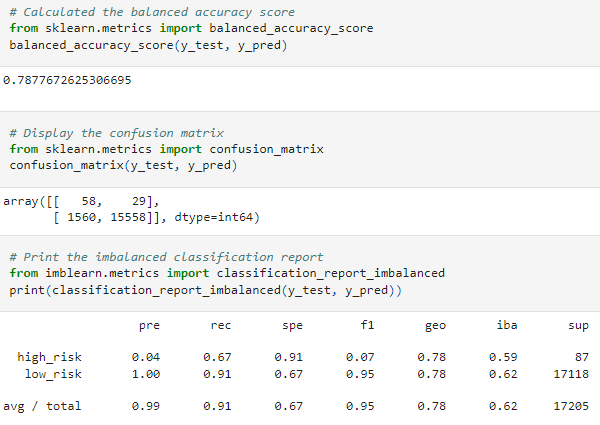 # Calculated the balanced accuracy score
from sklearn.metrics import balanced_accuracy_score
balanced_accuracy_score(y_test, y_pred)
0.7877672625306695
# Display the confusion matrix
from sklearn.metrics import confusion_matrix
confusion_matrix(y_test, y_pred)
array([[   58,    29],
       [ 1560, 15558]], dtype=int64)
# Print the imbalanced classification report
from imblearn.metrics import classification_report_imbalanced
print(classification_report_imbalanced(y_test, y_pred))
pre rec spe f1 geo iba sup
high_risk 0.04 0.67 0.91 0.07 0.78 0.59 87
low_risk 1.00 0.91 0.67 0.95 0.78 0.62 17118
avg / total 0.99 0.91 0.67 0.95 0.78 0.62 17205